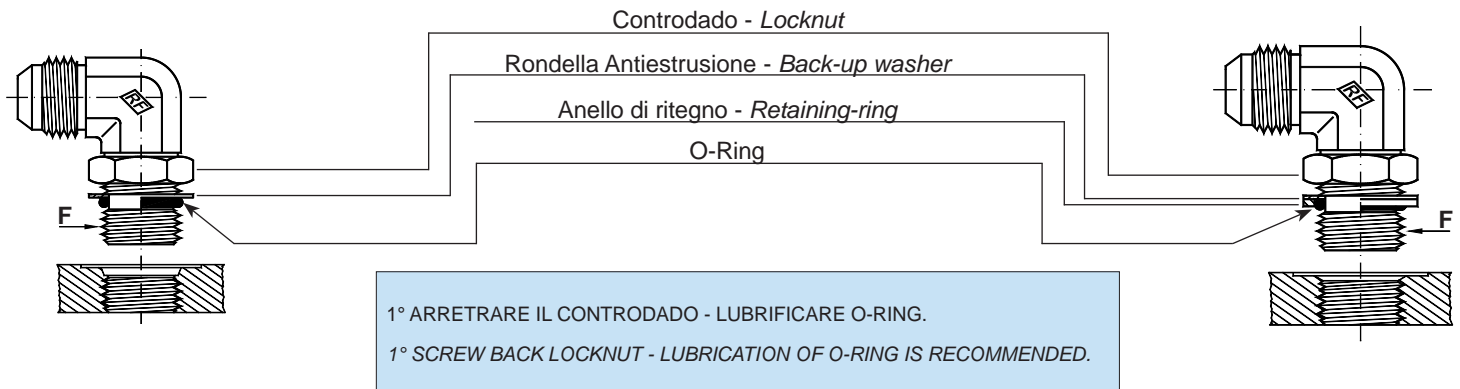 Controdado - Locknut
Rondella Antiestrusione - Back-up washer
Anello di ritegno - Retaining-ring
O-Ring
RF
RF
F
F
1° ARRETRARE IL CONTRODADO - LUBRIFICARE O-RING.
1° SCREW BACK LOCKNUT - LUBRICATION OF O-RING IS RECOMMENDED.